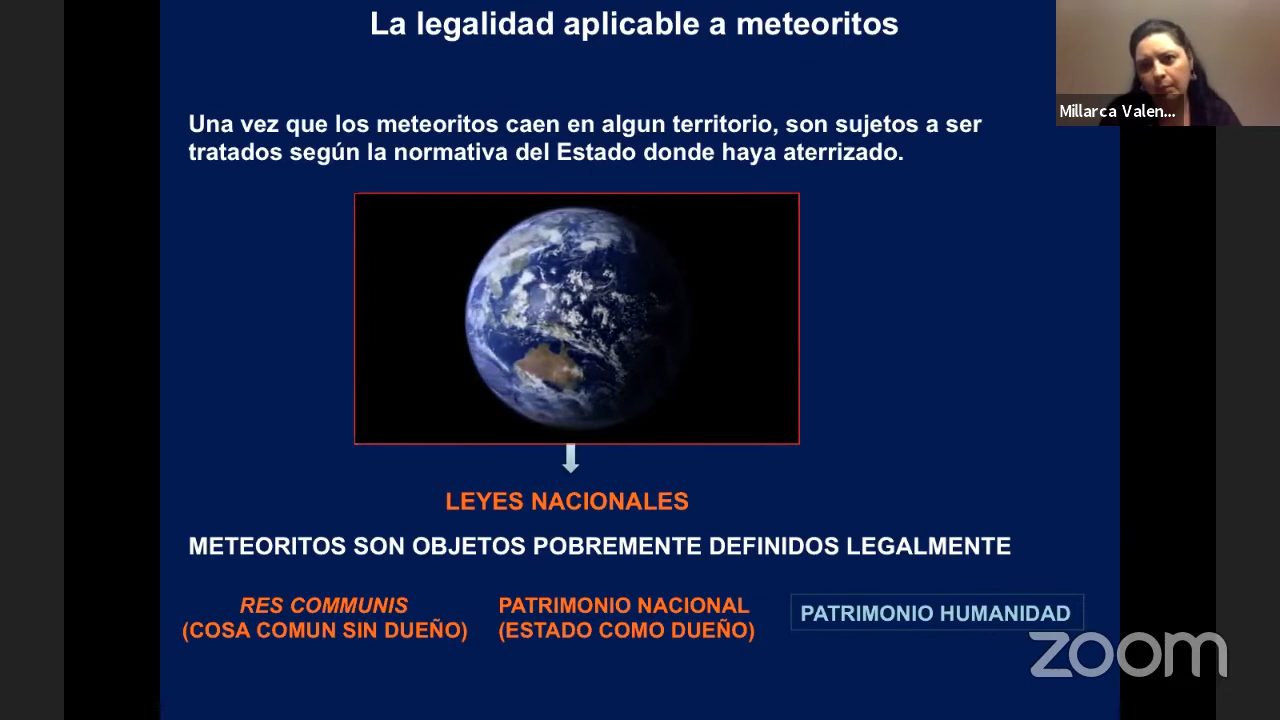 La legalidad aplicable a meteoritos
Millarca Valen...
Una vez que los meteoritos caen en algun territorio, son sujetos a ser
tratados según la normativa del Estado donde haya aterrizado.
LEYES NACIONALES
METEORITOS SON OBJETOS POBREMENTE DEFINIDOS LEGALMENTE
RES COMMUNIS
(COSA COMUN SIN DUEÑO)
PATRIMONIO NACIONAL
(ESTADO COMO DUEÑO)
PATRIMONIO HUMANIDAD
zoom